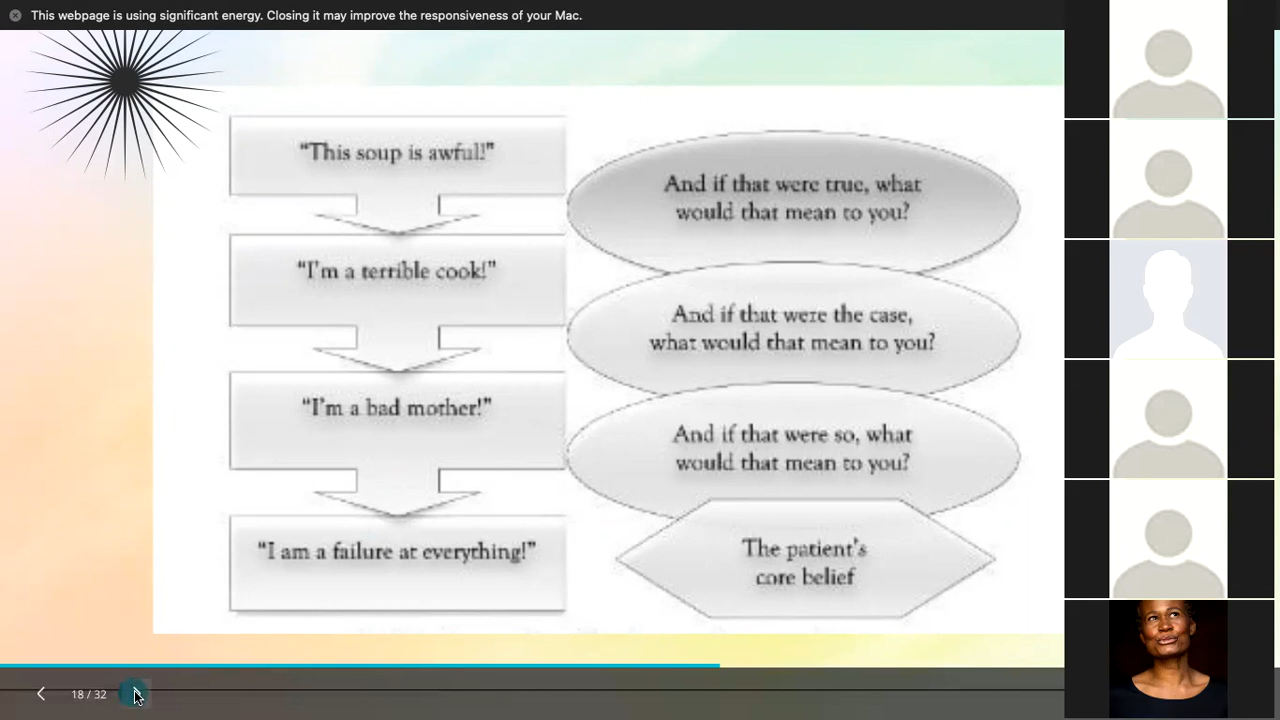 This webpage is using significant energy. Closing it may improve the responsiveness of your Mac.
“This soup is awful!”
And if that were true, what
would that mean to you?
“I’m a terrible cook!”
And if that were the case,
what would that mean to you?
“I’m a bad mother!”
And if that were so, what
would that mean to you?
“I am a failure at everything!”
The patient’s
core belief
18 / 32